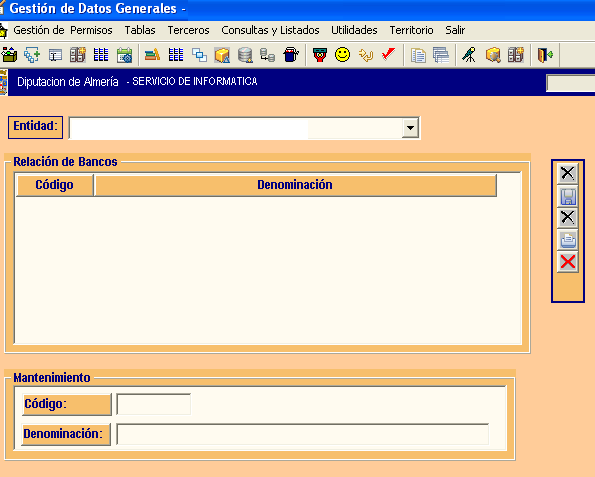 Gestión de Datos Generales -
Gestión de Permisos Tablas Terceros Consultas y Listados Utilidades Territorio Salir
Diputacion de Almería - SERVICIO DE INFORMATICA
Entidad:
Relación de Bancos
Código Denominación
Mantenimiento
Código:
Denominación: